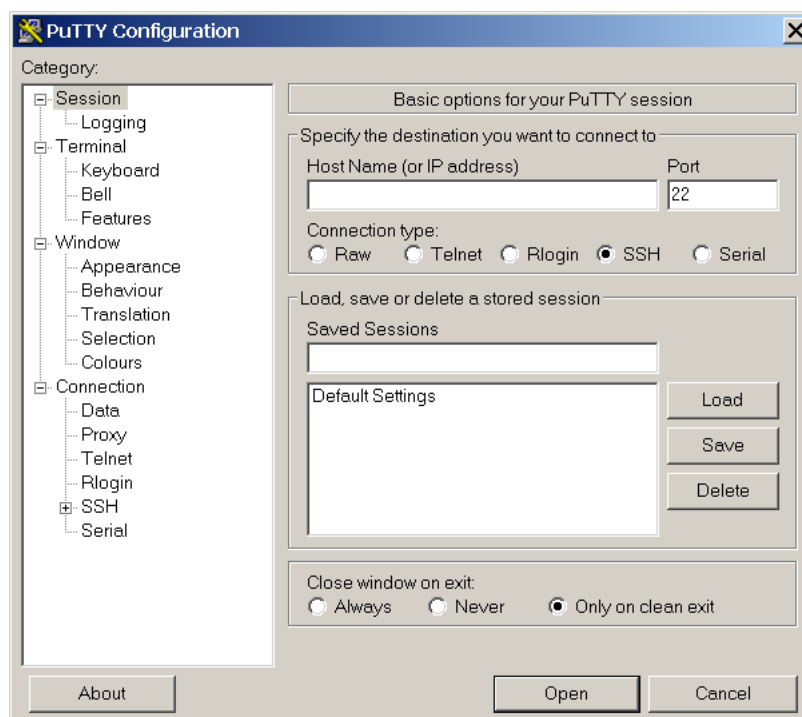 PuTTY Configuration
Category:
Session
Logging
Terminal
Keyboard
Bell
Features
Window
Appearance
Behaviour
Translation
Selection
Colours
Connection
Data
Proxy
Telnet
Rlogin
SSH
Serial
Basic options for your PuTTY session
Specify the destination you want to connect to
Host Name (or IP address) Port
22
Connection type:
Raw Telnet Rlogin SSH Serial
Load, save or delete a stored session
Saved Sessions
Default Settings
Load
Save
Delete
Close window on exit:
Always Never Only on clean exit
About Open Cancel